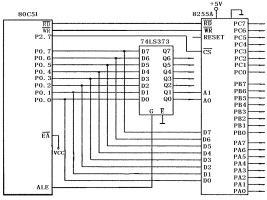 80C51
8255A
+5V
RD
WR
P2.7
P0.7
P0.6
P0.5
P0.4
P0.3
P0.2
P0.1
P0.0
EA
VCC
ALE
74LS373
D7 Q7
D6 Q6
D5 Q5
D4 Q4
D3 Q3
D2 Q2
D1 Q1
D0 Q0
G E
RD
WR
RESET
CS
A1
A0
D7
D6
D5
D4
D3
D2
D1
D0
PC7
PC6
PC5
PC4
PC3
PC2
PC1
PC0
PB7
PB6
PB5
PB4
PB3
PB2
PB1
PB0
PA7
PA6
PA5
PA4
PA3
PA2
PA1
PA0